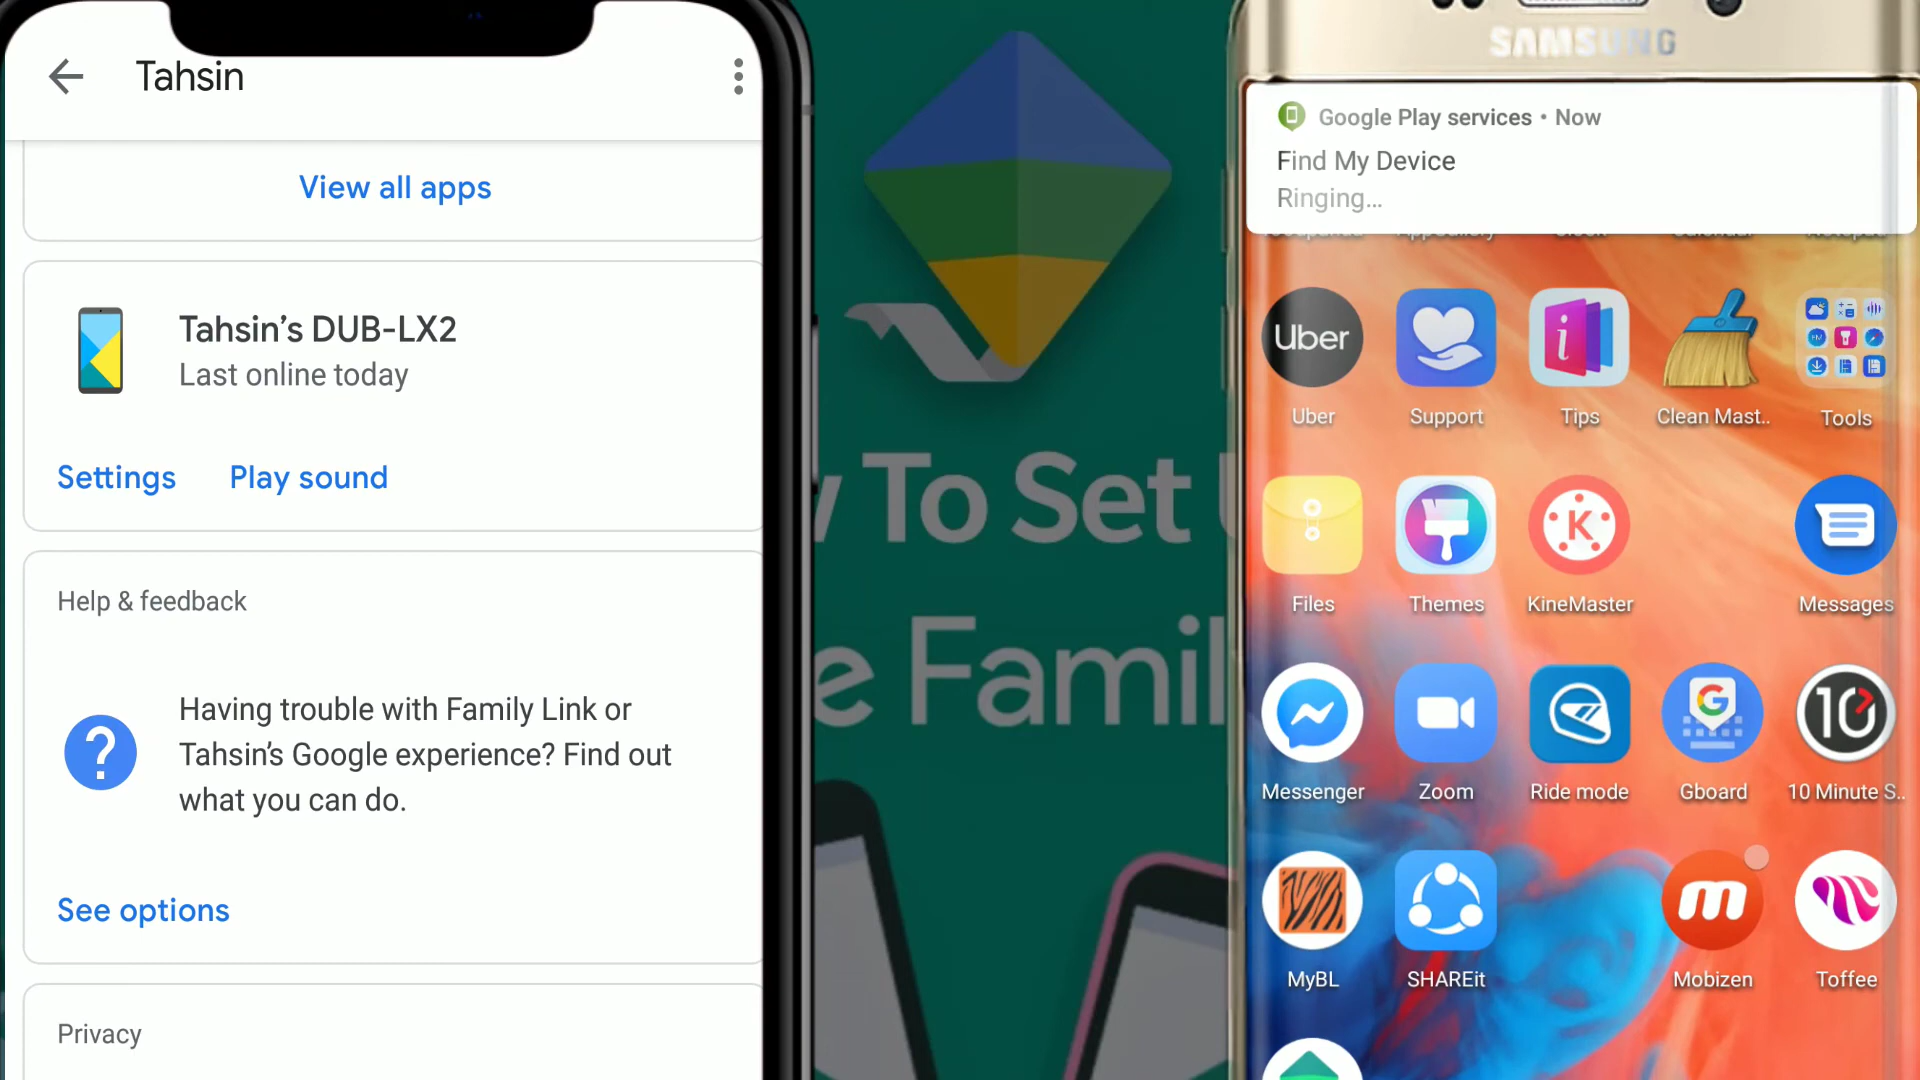 Tahsin
View all apps
Tahsin's DUB-LX2
Last online today
Settings Play sound
Help & feedback
Having trouble with Family Link or
Tahsin's Google experience? Find out
what you can do.
See options
Privacy
To Set
Famil
SAMSUNG
Google Play services • Now
Find My Device
Ringing...
Uber
Uber Support Tips Clean Mast.. Tools
Files Themes KineMaster Messages
10
Messenger Zoom Ride mode Gboard 10 Minute S..
MyBL SHAREit Mobizen Toffee